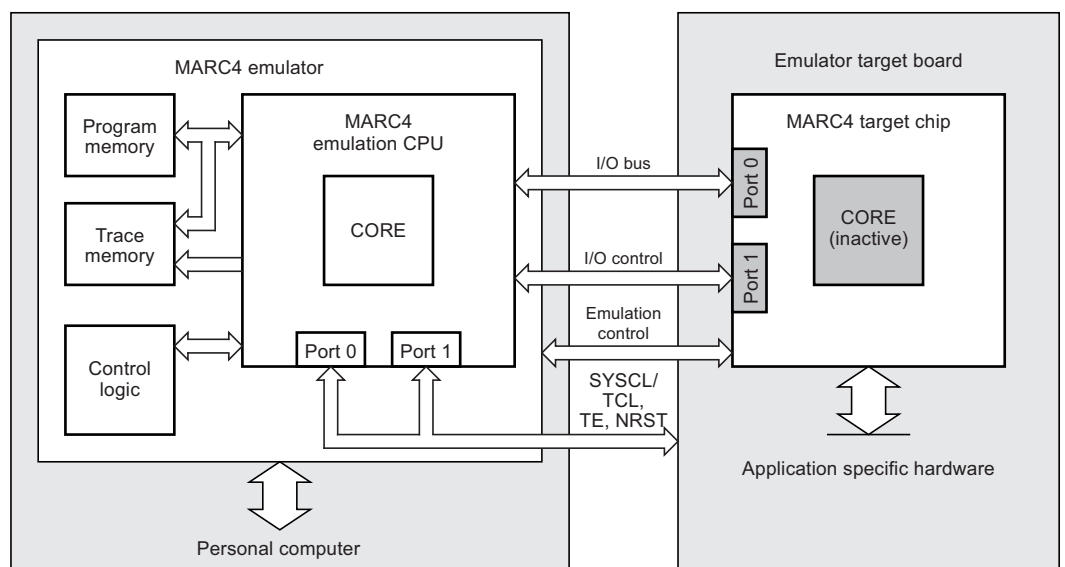 MARC4 emulator
Program
memory
Trace
memory
Control
logic
MARC4
emulation CPU
CORE
Port 0
Port 1
I/O bus
I/O control
Emulation
control
SYSCL/
TCL,
TE, NRST
Emulator target board
MARC4 target chip
Port 0
Port 1
CORE
(inactive)
Application specific hardware
Personal computer